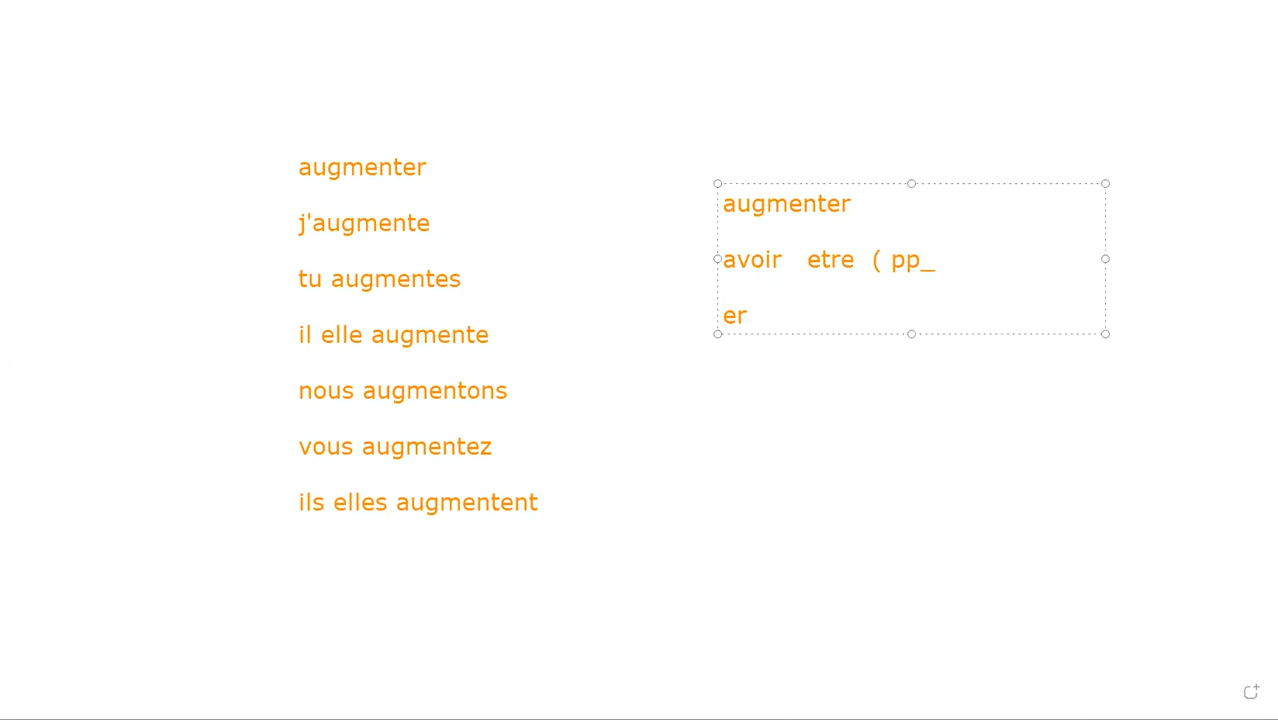 augmenter
j'augmente
tu augmentes
il elle augmente
nous augmentons
vous augmentez
ils elles augmentent
augmenter
avoir   etre  ( pp_
er